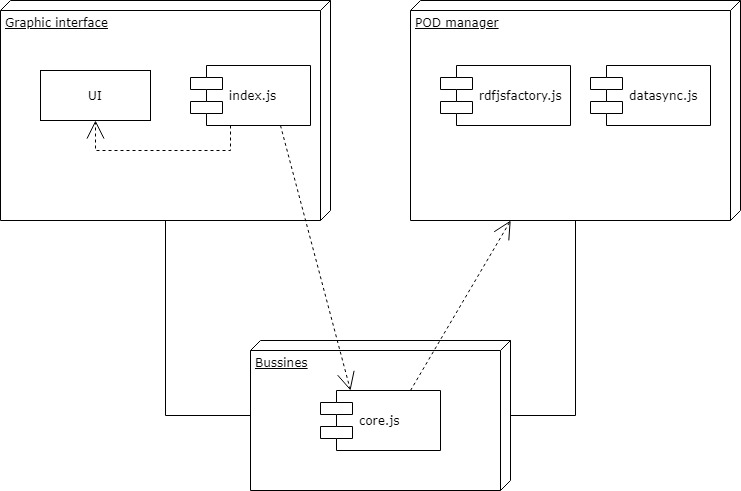 Graphic interface
POD manager
UI
index.js
rdfjsfactory.js
datasync.js
Bussines
core.js